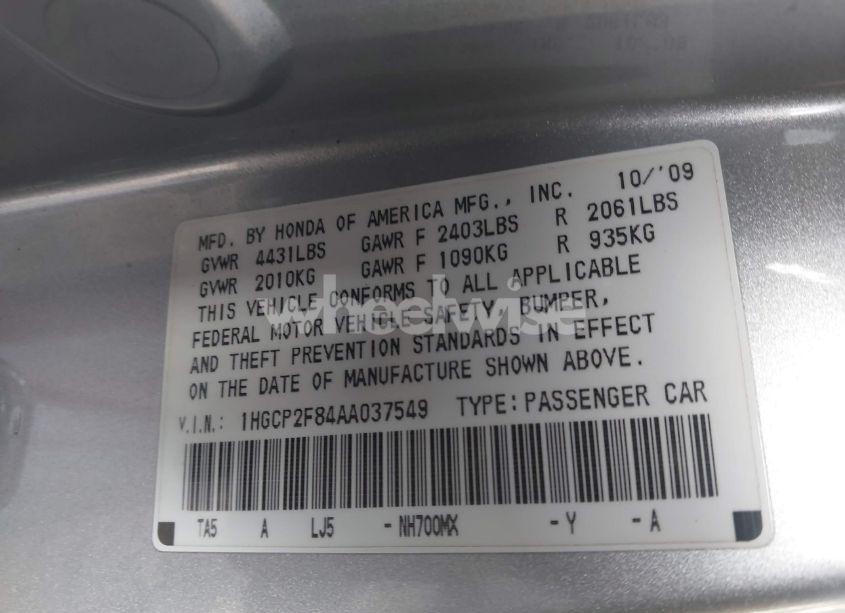 MFD. BY HONDA OF AMERICA MFG., INC. 10/'09
GVWR 4431LBS GAWR F 2403LBS R 2061LBS
GVWR 2010KG GAWR F 1090KG R 935KG
THIS VEHICLE CONFORMS TO ALL APPLICABLE
FEDERAL MOTOR VEHICLE SAFETY, BUMPER,
AND THEFT PREVENTION STANDARDS IN EFFECT
ON THE DATE OF MANUFACTURE SHOWN ABOVE.
V.I.N.: 1HGCP2F84AA037549 TYPE: PASSENGER CAR
TA5 A LJ5 - NH700MX - Y - A
wheelwise